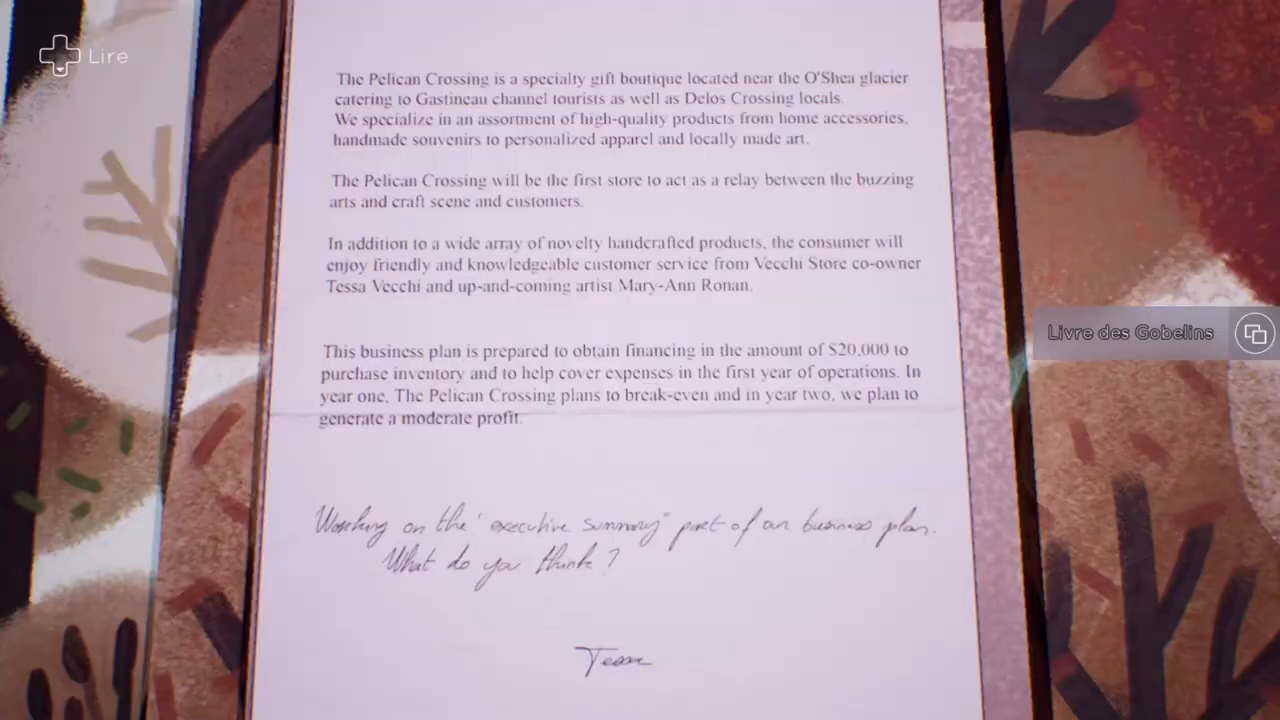 Lire
The Pelican Crossing is a specialty gift boutique located near the O'Shea glacier
catering to Gastineau channel tourists as well as Delos Crossing locals.
We specialize in an assortment of high-quality products from home accessories,
handmade souvenirs to personalized apparel and locally made art.
The Pelican Crossing will be the first store to act as a relay between the buzzing
arts and craft scene and customers.
In addition to a wide array of novelty handcrafted products, the consumer will
enjoy friendly and knowledgeable customer service from Vecchi Store co-owner
Tessa Vecchi and up-and-coming artist Mary-Ann Ronan.
Livre des Gobelins
This business plan is prepared to obtain financing in the amount of $20,000 to
purchase inventory and to help cover expenses in the first year of operations. In
year one, The Pelican Crossing plans to break-even and in year two, we plan to
generate a moderate profit.
Working on the "executive summary" part of our business plan.
What do you think?
Tessa